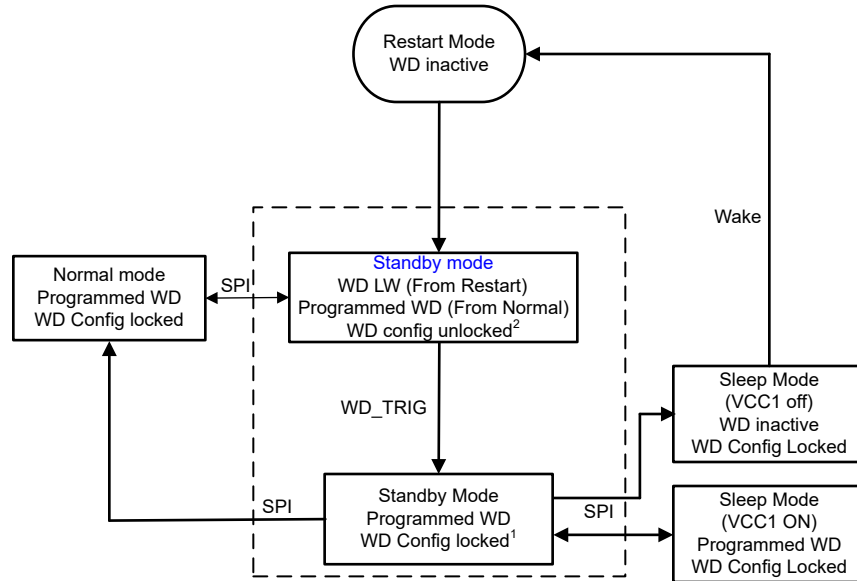 Restart Mode
WD inactive
Wake
Standby mode
WD LW (From Restart)
Programmed WD (From Normal)
WD config unlocked²
Normal mode
Programmed WD
WD Config locked
SPI
WD_TRIG
Sleep Mode
(VCC1 off)
WD inactive
WD Config Locked
Standby Mode
Programmed WD
WD Config locked¹
SPI
SPI
Sleep Mode
(VCC1 ON)
Programmed WD
WD Config Locked